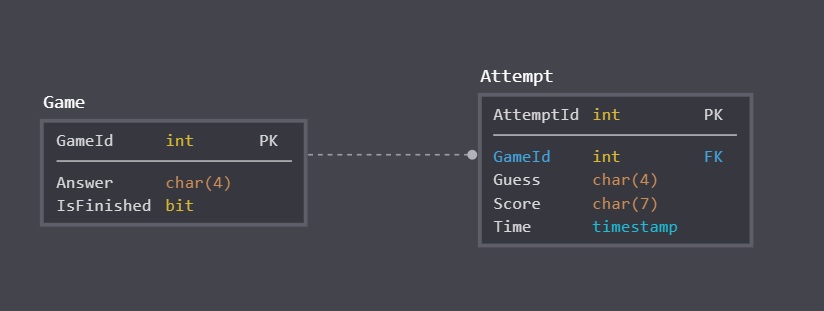 Game
GameId int PK
Answer char(4)
IsFinished bit
Attempt
AttemptId int PK
GameId int FK
Guess char(4)
Score char(7)
Time timestamp